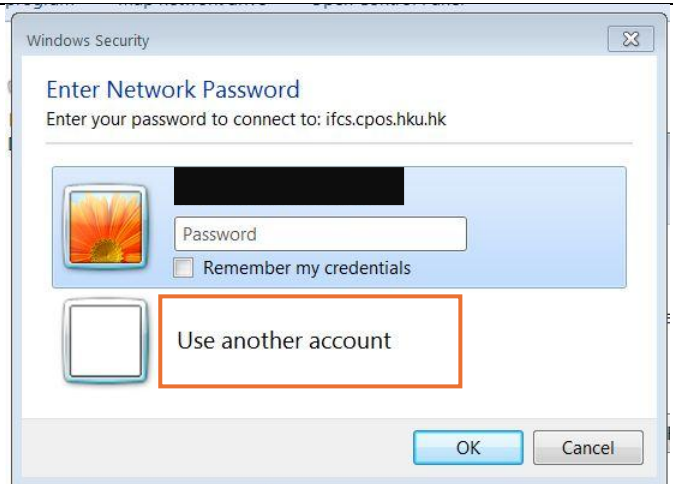 Windows Security
Enter Network Password
Enter your password to connect to: ifcs.cpos.hku.hk
Password
Remember my credentials
Use another account
OK Cancel